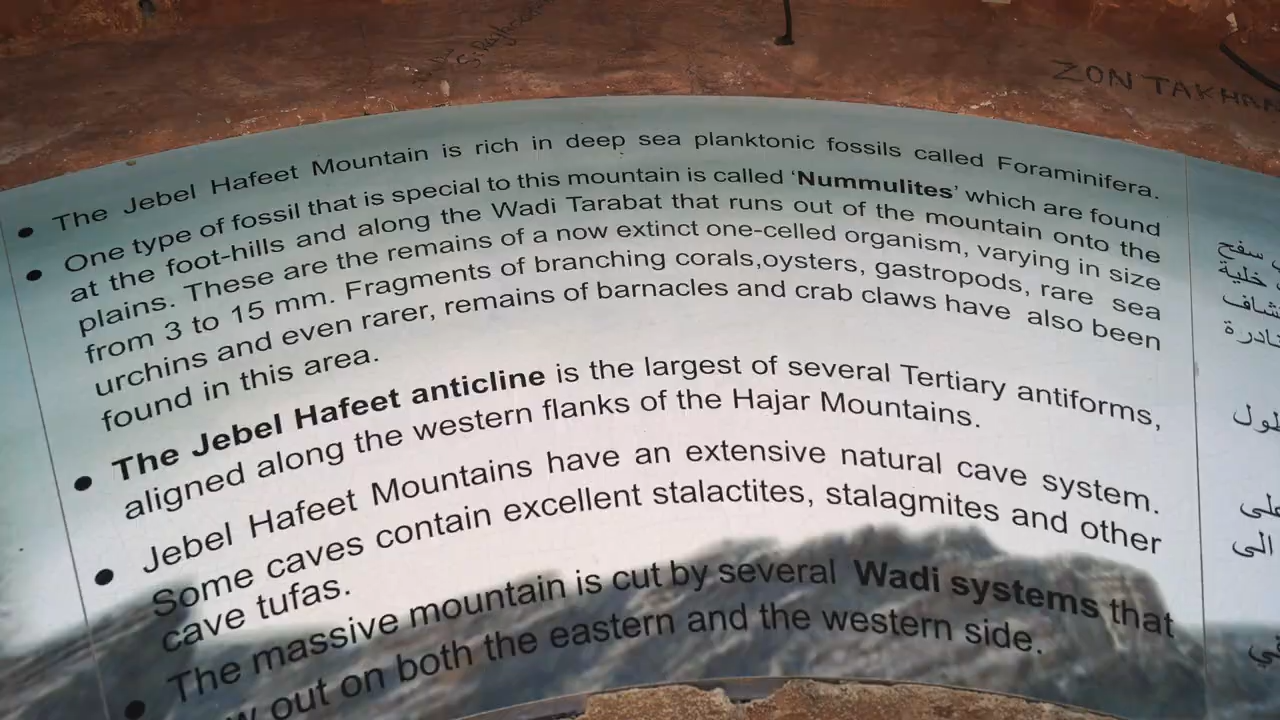 ZON TAKHAR
• The Jebel Hafeet Mountain is rich in deep sea planktonic fossils called Foraminifera.
• One type of fossil that is special to this mountain is called ‘Nummulites’ which are found
at the foot-hills and along the Wadi Tarabat that runs out of the mountain onto the
plains. These are the remains of a now extinct one-celled organism, varying in size
from 3 to 15 mm. Fragments of branching corals,oysters, gastropods, rare sea
urchins and even rarer, remains of barnacles and crab claws have also been
found in this area.
• The Jebel Hafeet anticline is the largest of several Tertiary antiforms,
aligned along the western flanks of the Hajar Mountains.
• Jebel Hafeet Mountains have an extensive natural cave system.
Some caves contain excellent stalactites, stalagmites and other
cave tufas.
• The massive mountain is cut by several Wadi systems that
out on both the eastern and the western side.
سفح
خلية
نادرة
الى